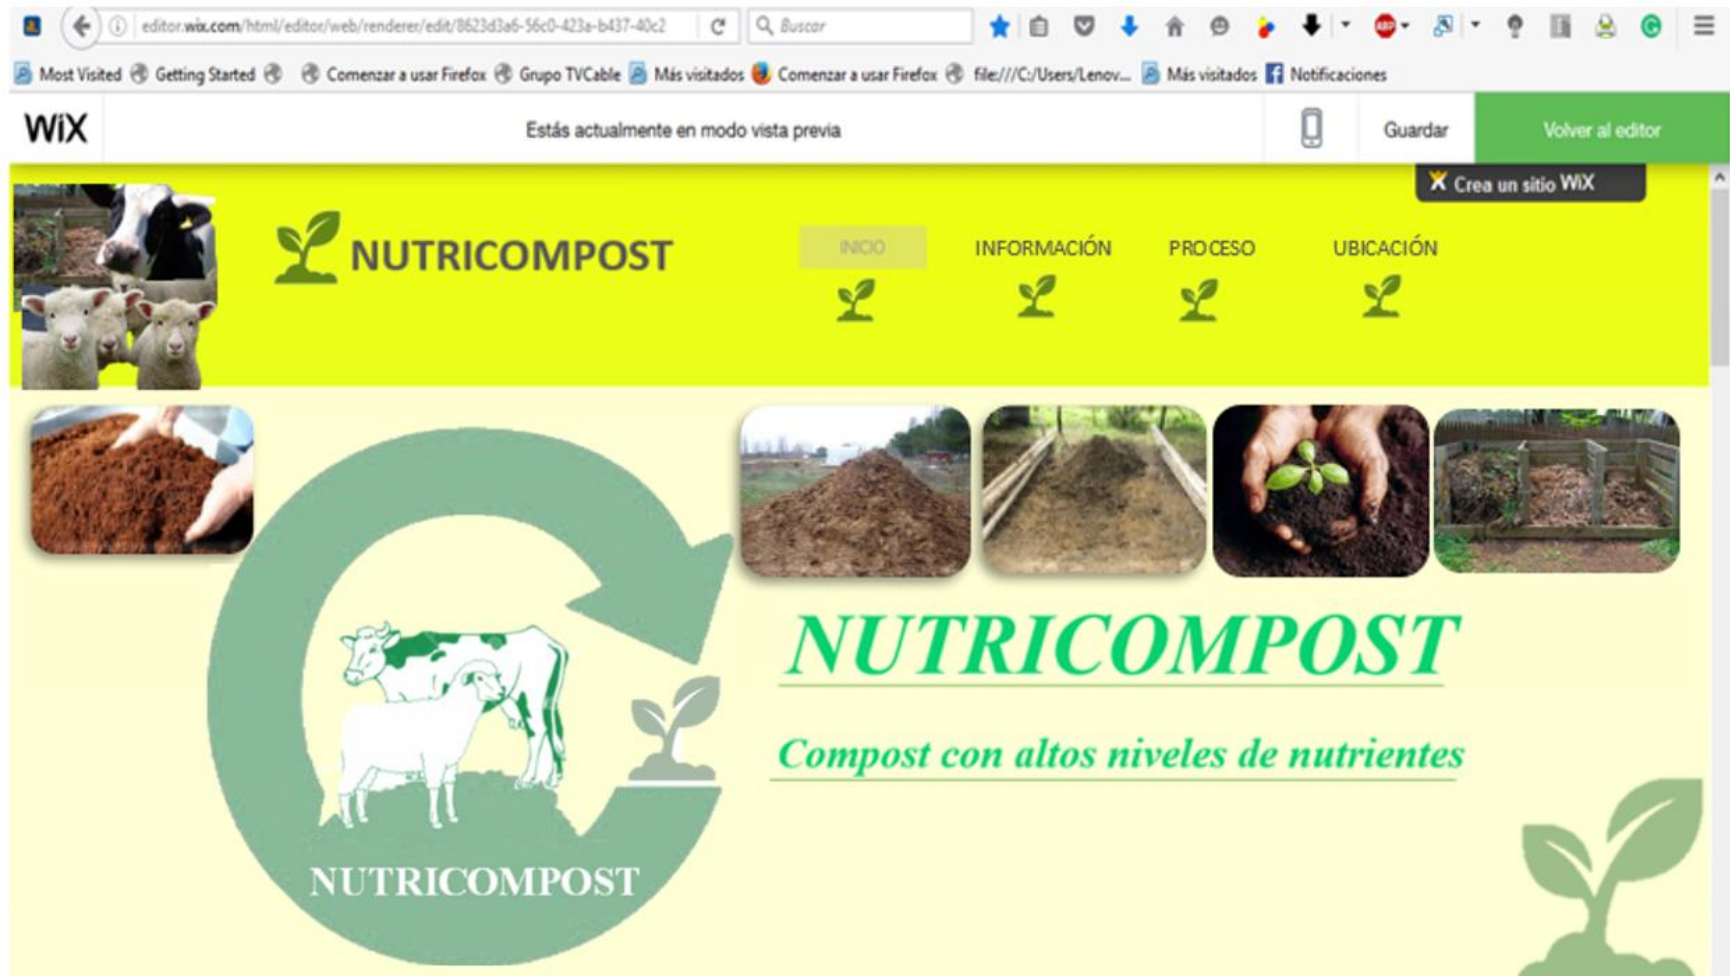 editor.wix.com/html/editor/web/renderer/edit/8623d3a6-56c0-423a-b437-40c2
Buscar
ABP
Most Visited Getting Started Comenzar a usar Firefox Grupo TVCable Más visitados Comenzar a usar Firefox file:///C:/Users/Lenov... Más visitados Notificaciones
WiX Estás actualmente en modo vista previa Guardar Volver al editor
Crea un sitio WiX
NUTRICOMPOST INICIO INFORMACIÓN PROCESO UBICACIÓN
NUTRICOMPOST
Compost con altos niveles de nutrientes
NUTRICOMPOST